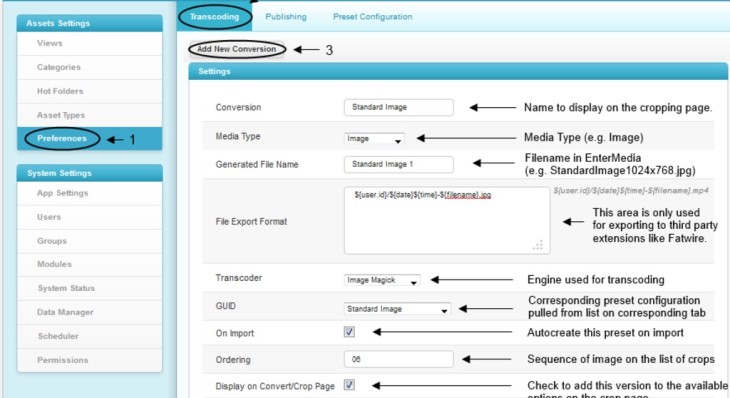 Assets Settings
Views
Categories
Hot Folders
Asset Types
Preferences
1
System Settings
App Settings
Users
Groups
Modules
System Status
Data Manager
Scheduler
Permissions
Transcoding Publishing Preset Configuration
Add New Conversion 3
Settings
Conversion Standard Image Name to display on the cropping page.
Media Type Image Media Type (e.g. Image)
Generated File Name Standard Image 1 Filename in EnterMedia
(e.g. StandardImage1024x768.jpg)
File Export Format
${user.id}/${date}${time}-${filename}.jpg
${user.id}/${date}${time}-${filename}.mp4
This area is only used
for exporting to third party
extensions like Fatwire.
Transcoder Image Magick Engine used for transcoding
GUID Standard Image Corresponding preset configuration
pulled from list on corresponding tab
On Import Autocreate this preset on import
Ordering 06 Sequence of image on the list of crops
Display on Convert/Crop Page Check to add this version to the available
options on the crop page